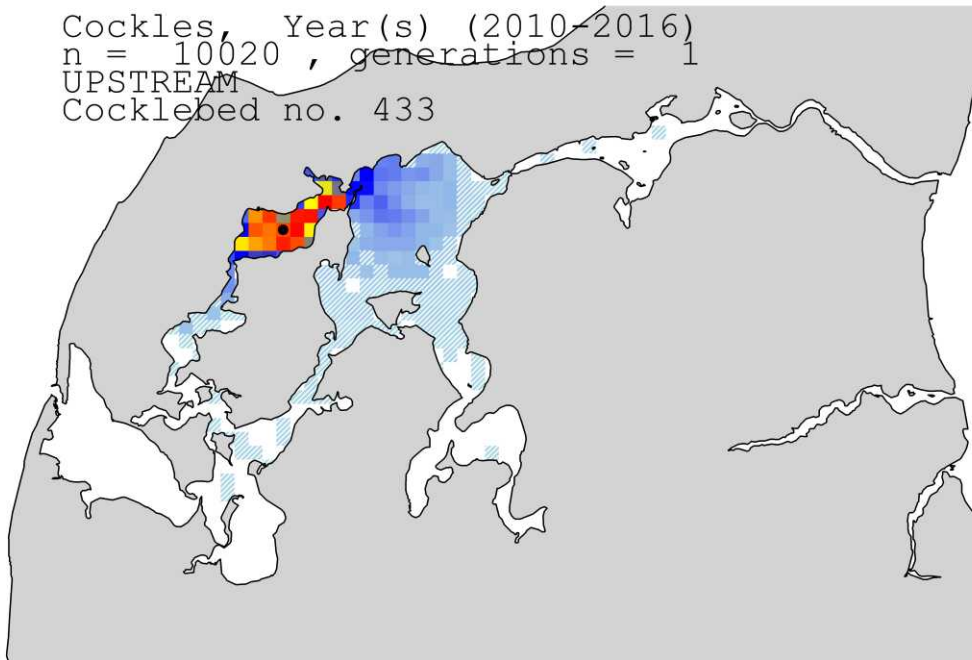 Cockles,  Year(s) (2010-2016)
n =  10020 , generations =  1
UPSTREAM
Cocklebed no. 433